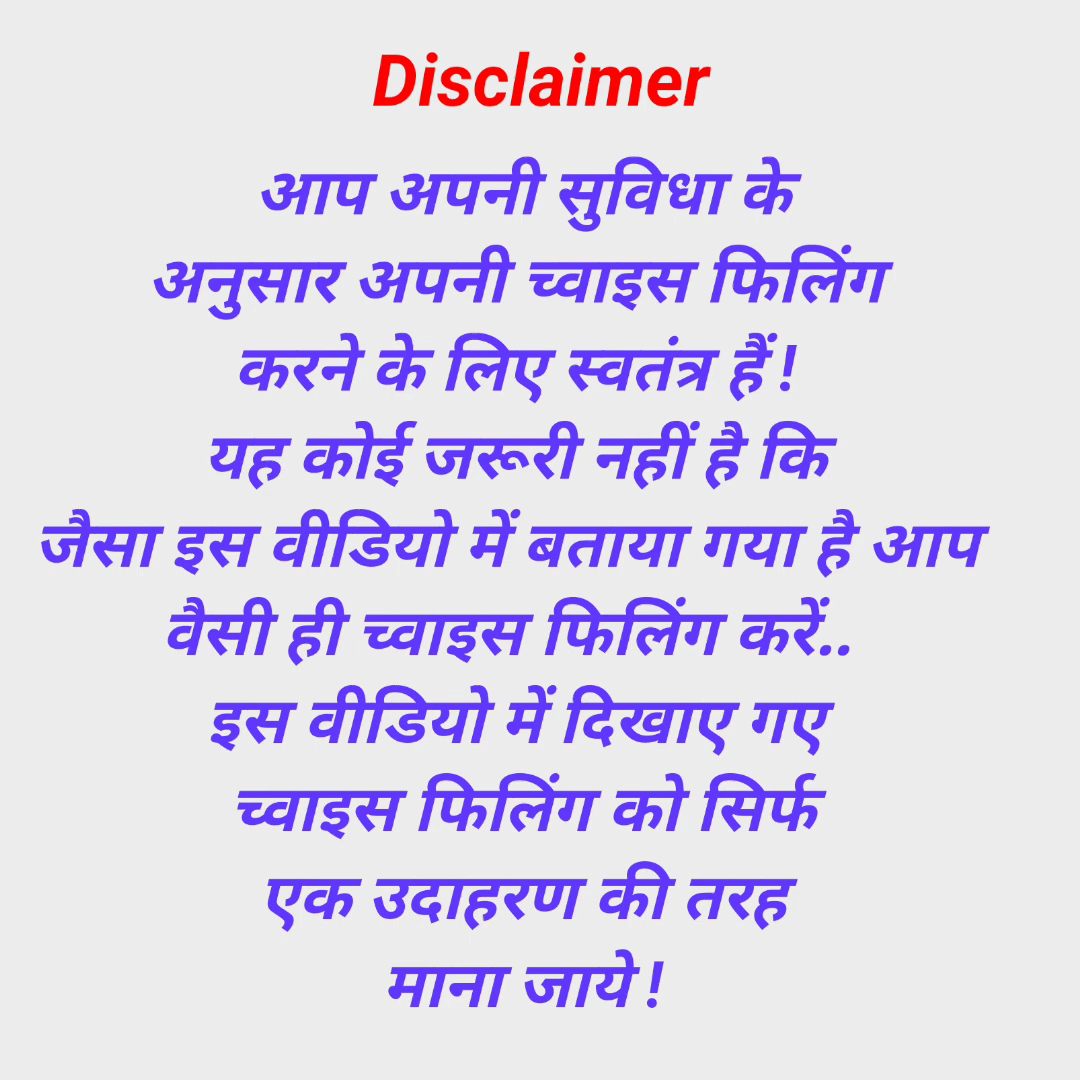 Disclaimer
आप अपनी सुविधा के
अनुसार अपनी च्वाइस फिलिंग
करने के लिए स्वतंत्र हैं !
यह कोई जरूरी नहीं है कि
जैसा इस वीडियो में बताया गया है आप
वैसी ही च्वाइस फिलिंग करें..
इस वीडियो में दिखाए गए
च्वाइस फिलिंग को सिर्फ
एक उदाहरण की तरह
माना जाये !